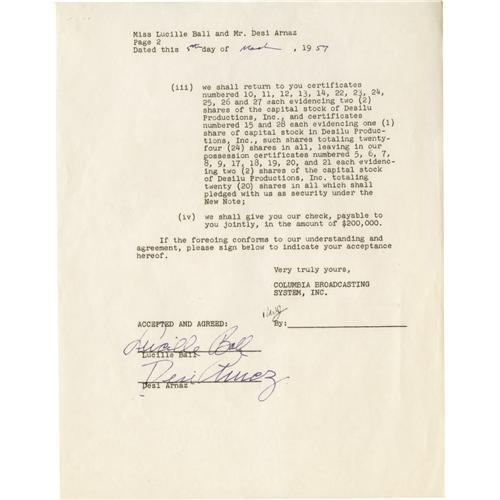 Miss Lucille Ball and Mr. Desi Arnaz
Page 2
Dated this 5th day of March , 1957
(iii) we shall return to you certificates
numbered 10, 11, 12, 13, 14, 22, 23, 24,
25, 26 and 27 each evidencing two (2)
shares of the capital stock of Desilu
Productions, Inc., and certificates
numbered 15 and 28 each evidencing one (1)
share of capital stock in Desilu Produc-
tions, Inc., such shares totaling twenty-
four (24) shares in all, leaving in our
possession certificates numbered 5, 6, 7,
8, 9, 17, 18, 19, 20, and 21 each evidenc-
ing two (2) shares of the capital stock
of Desilu Productions, Inc. totaling
twenty (20) shares in all which shall
pledged with us as security under the
New Note;
(iv) we shall give you our check, payable to
you jointly, in the amount of $200,000.
If the foreoing conforms to our understanding and
agreement, please sign below to indicate your acceptance
hereof.
Very truly yours,
COLUMBIA BROADCASTING
SYSTEM, INC.
By:
ACCEPTED AND AGREED:
Lucille Ball
Lucille Ball
Desi Arnaz
Desi Arnaz